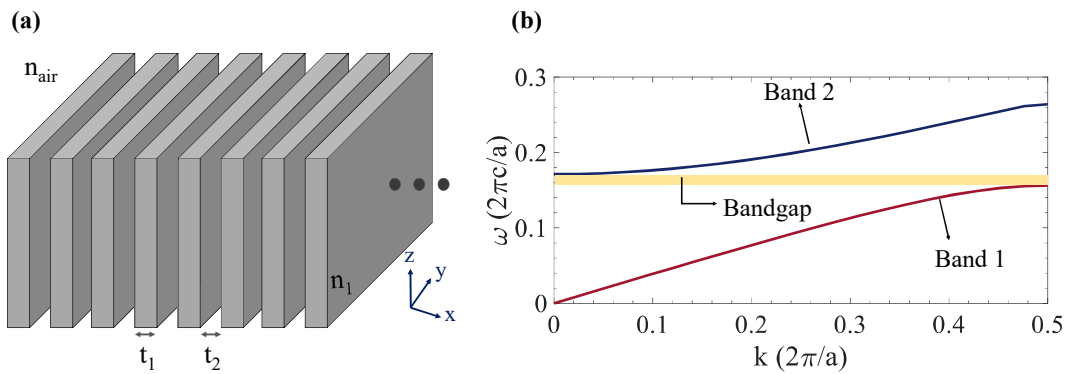 (a)
n_air
n_1
z
y
x
t_1
t_2
(b)
0.3
0.2
0.1
0
ω (2πc/a)
Band 2
Bandgap
Band 1
0
0.1
0.2
0.3
0.4
0.5
k (2π/a)